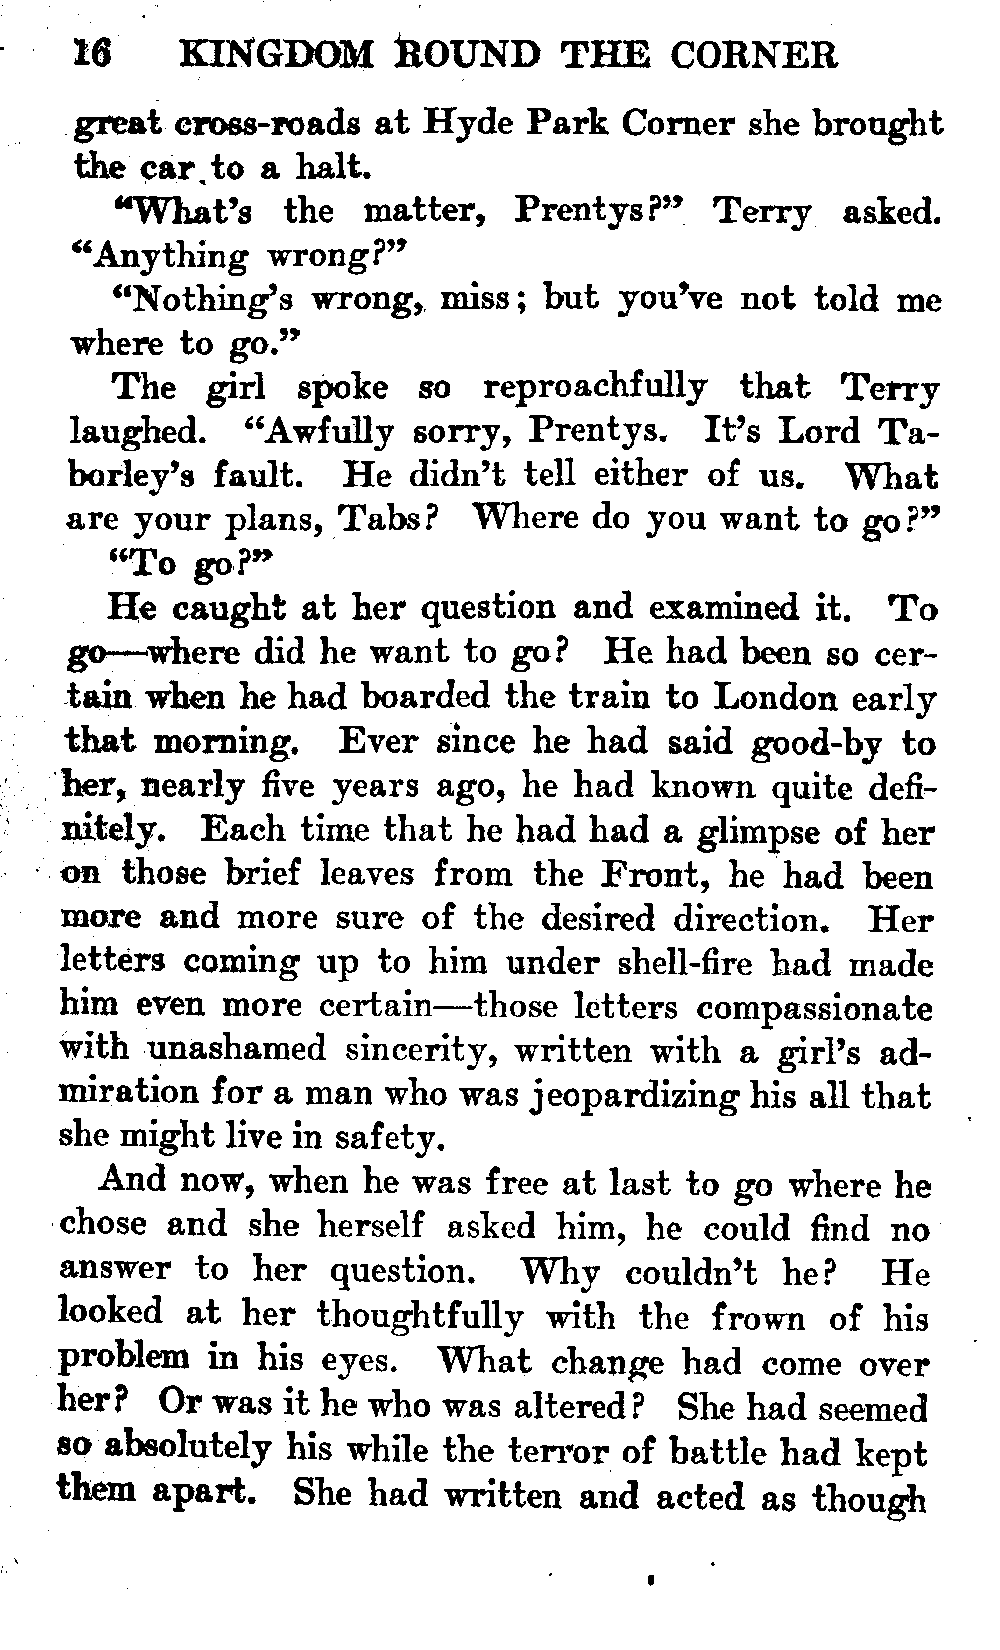 16 KINGDOM ROUND THE CORNER
great cross-roads at Hyde Park Corner she brought
the car to a halt.
“What’s the matter, Prentys?” Terry asked.
“Anything wrong?”
“Nothing’s wrong, miss; but you’ve not told me
where to go.”
The girl spoke so reproachfully that Terry
laughed. “Awfully sorry, Prentys. It’s Lord Ta-
borley’s fault. He didn’t tell either of us. What
are your plans, Tabs? Where do you want to go?”
“To go?”
He caught at her question and examined it. To
go—where did he want to go? He had been so cer-
tain when he had boarded the train to London early
that morning. Ever since he had said good-by to
her, nearly five years ago, he had known quite defi-
nitely. Each time that he had had a glimpse of her
on those brief leaves from the Front, he had been
more and more sure of the desired direction. Her
letters coming up to him under shell-fire had made
him even more certain—those letters compassionate
with unashamed sincerity, written with a girl’s ad-
miration for a man who was jeopardizing his all that
she might live in safety.
And now, when he was free at last to go where he
chose and she herself asked him, he could find no
answer to her question. Why couldn’t he? He
looked at her thoughtfully with the frown of his
problem in his eyes. What change had come over
her? Or was it he who was altered? She had seemed
so absolutely his while the terror of battle had kept
them apart. She had written and acted as though